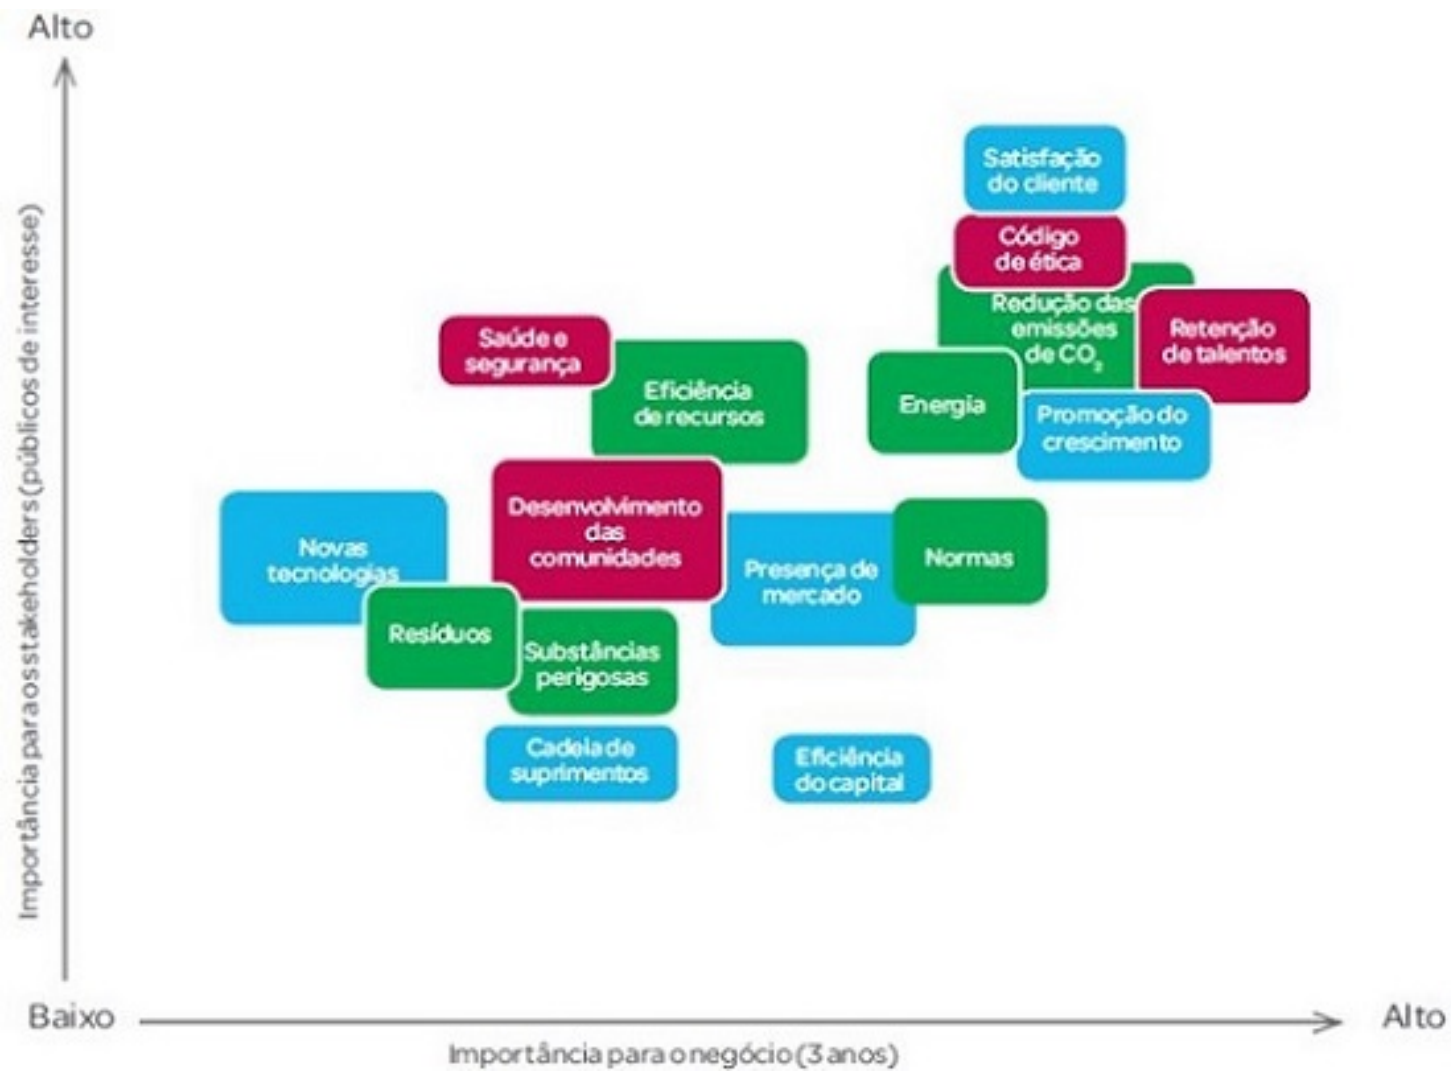 Alto
Importância para os stakeholders (públicos de interesse)
Satisfação
do cliente
Código
de ética
Redução das
emissões
de CO₂
Retenção
de talentos
Saúde e
segurança
Eficiência
de recursos
Energia
Promoção do
crescimento
Desenvolvimento
das
comunidades
Novas
tecnologias
Presença de
mercado
Normas
Resíduos
Substâncias
perigosas
Cadeia de
suprimentos
Eficiência
do capital
Baixo
Alto
Importância para o negócio (3 anos)